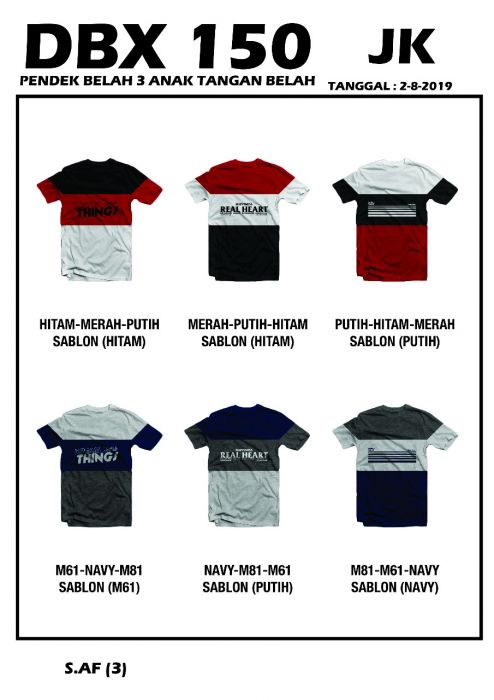 DBX 150
JK
PENDEK BELAH 3 ANAK TANGAN BELAH
TANGGAL : 2-8-2019
THINGS
REAL HEART
HITAM-MERAH-PUTIH
SABLON (HITAM)
MERAH-PUTIH-HITAM
SABLON (HITAM)
PUTIH-HITAM-MERAH
SABLON (PUTIH)
THINGS
REAL HEART
M61-NAVY-M81
SABLON (M61)
NAVY-M81-M61
SABLON (PUTIH)
M81-M61-NAVY
SABLON (NAVY)
S.AF (3)